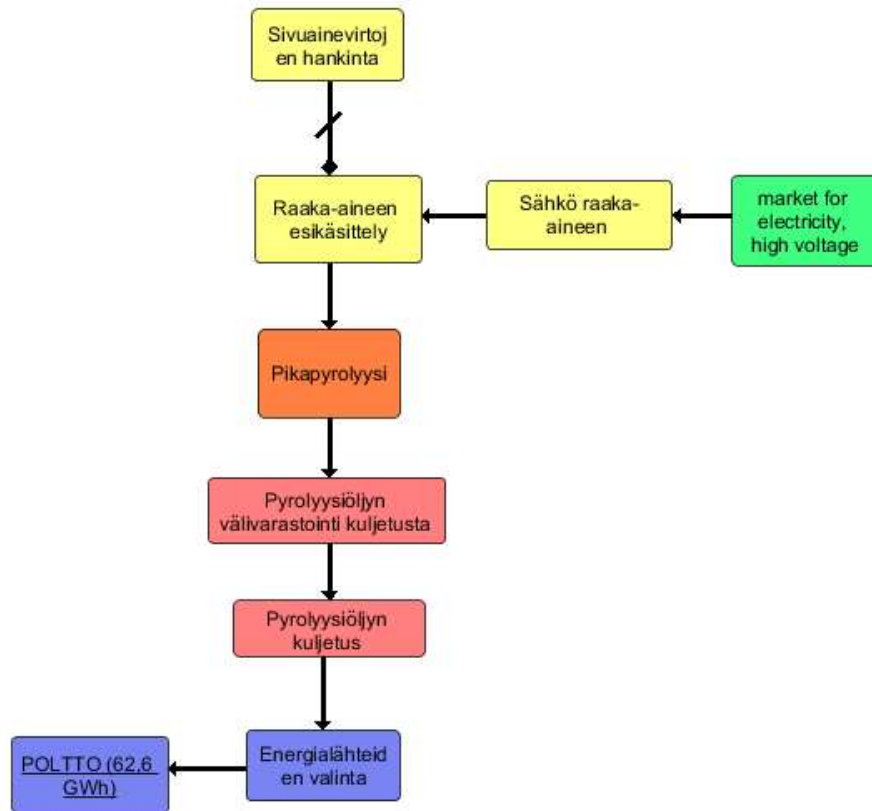 Sivuainevirtoj
en hankinta
Raaka-aineen
esikäsittely
Sähkö raaka-
aineen
market for
electricity,
high voltage
Pikapyrolyysi
Pyrolyysiöljyn
välivarastointi kuljetusta
Pyrolyysiöljyn
kuljetus
Energialähteid
en valinta
POLTTO (62,6
GWh)